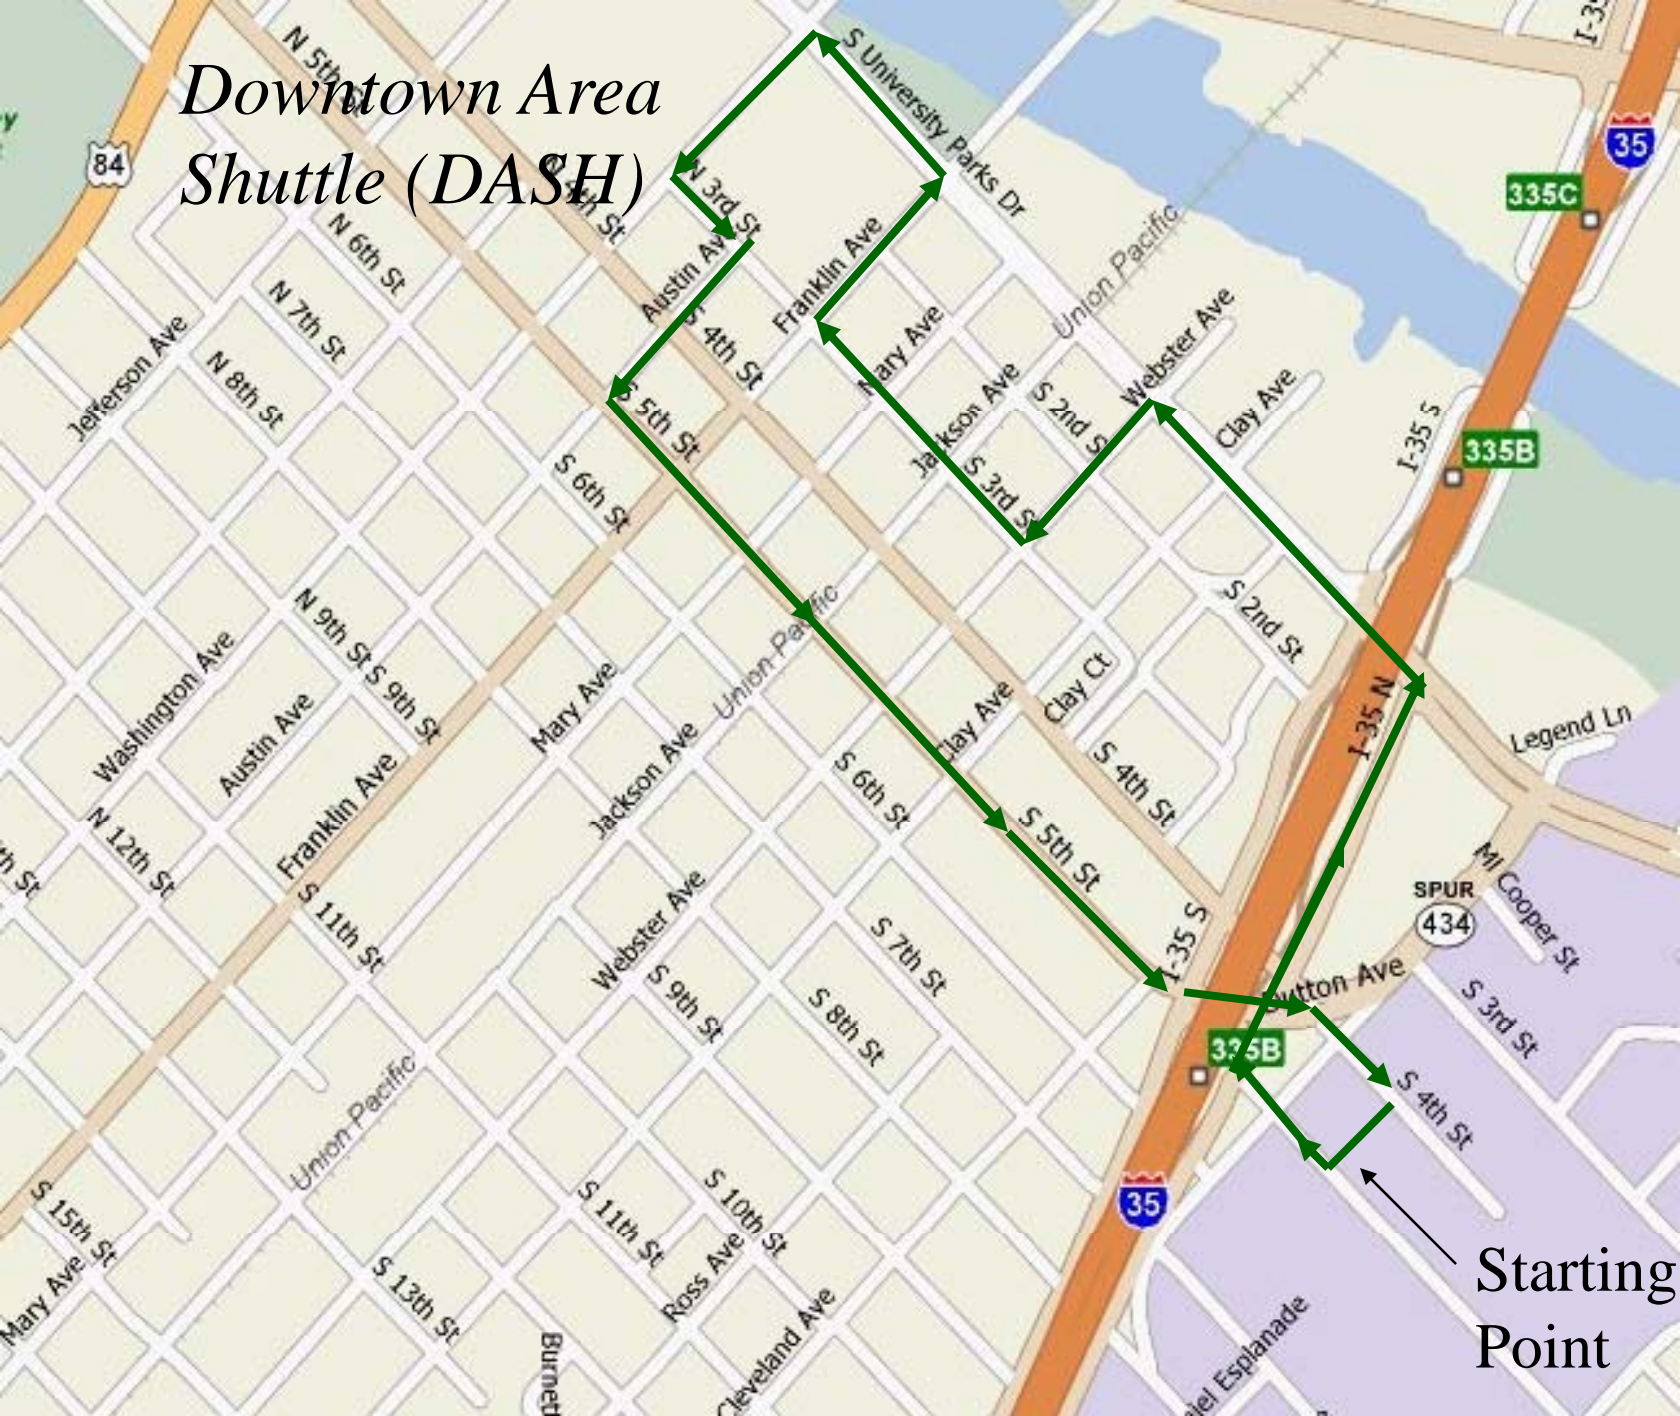 Downtown Area
Shuttle (DASH)
N 5th St
84
S University Parks Dr
I-35
35
335C
N 3rd St
N 4th St
N 6th St
Austin Ave
Franklin Ave
Union Pacific
N 7th St
Jefferson Ave
N 8th St
S 4th St
Mary Ave
Webster Ave
Jackson Ave
S 2nd St
Clay Ave
I-35 S
335B
S 5th St
S 6th St
S 3rd St
S 2nd St
N 9th St
S 9th St
Union Pacific
Washington Ave
Austin Ave
Mary Ave
Clay Ct
Clay Ave
I-35 N
Legend Ln
Franklin Ave
Jackson Ave
S 6th St
S 4th St
N 12th St
S 5th St
Ml Cooper St
SPUR
434
S 11th St
Webster Ave
S 7th St
I-35 S
Dutton Ave
S 9th St
S 8th St
S 3rd St
335B
Union Pacific
S 4th St
35
S 15th St
S 11th St
S 10th St
Ross Ave
Mary Ave
S 13th St
Cleveland Ave
Starting
Point